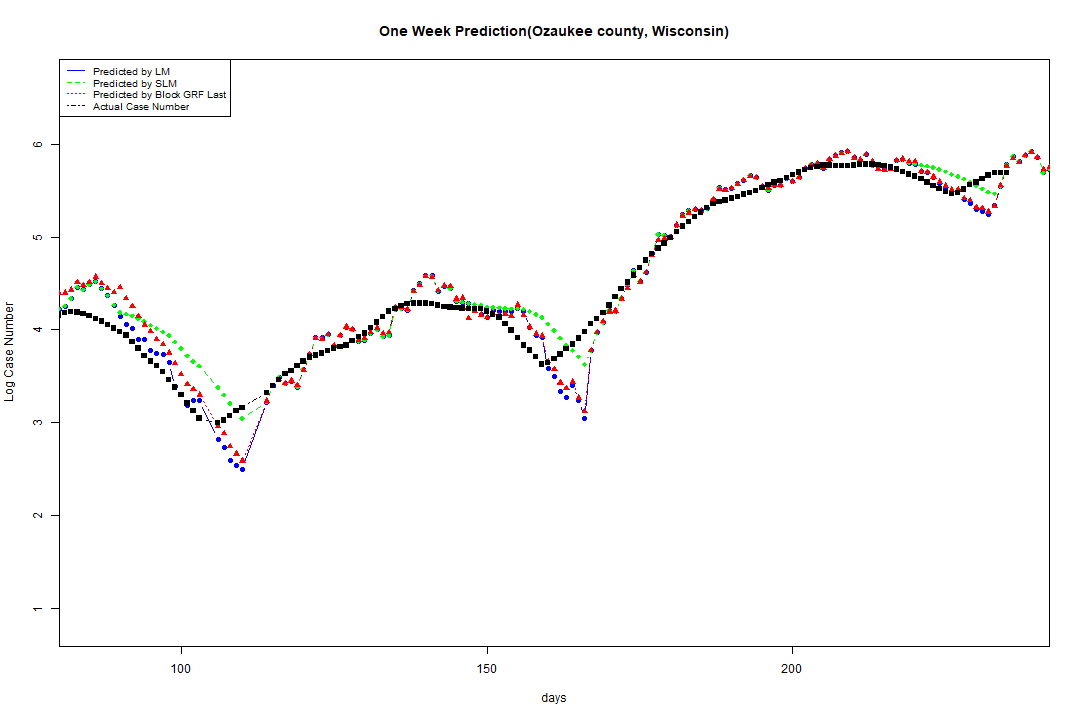 One Week Prediction(Ozaukee county, Wisconsin)
Predicted by LM
Predicted by SLM
Predicted by Block GRF Last
Actual Case Number
6
5
4
3
2
1
Log Case Number
100 150 200
days